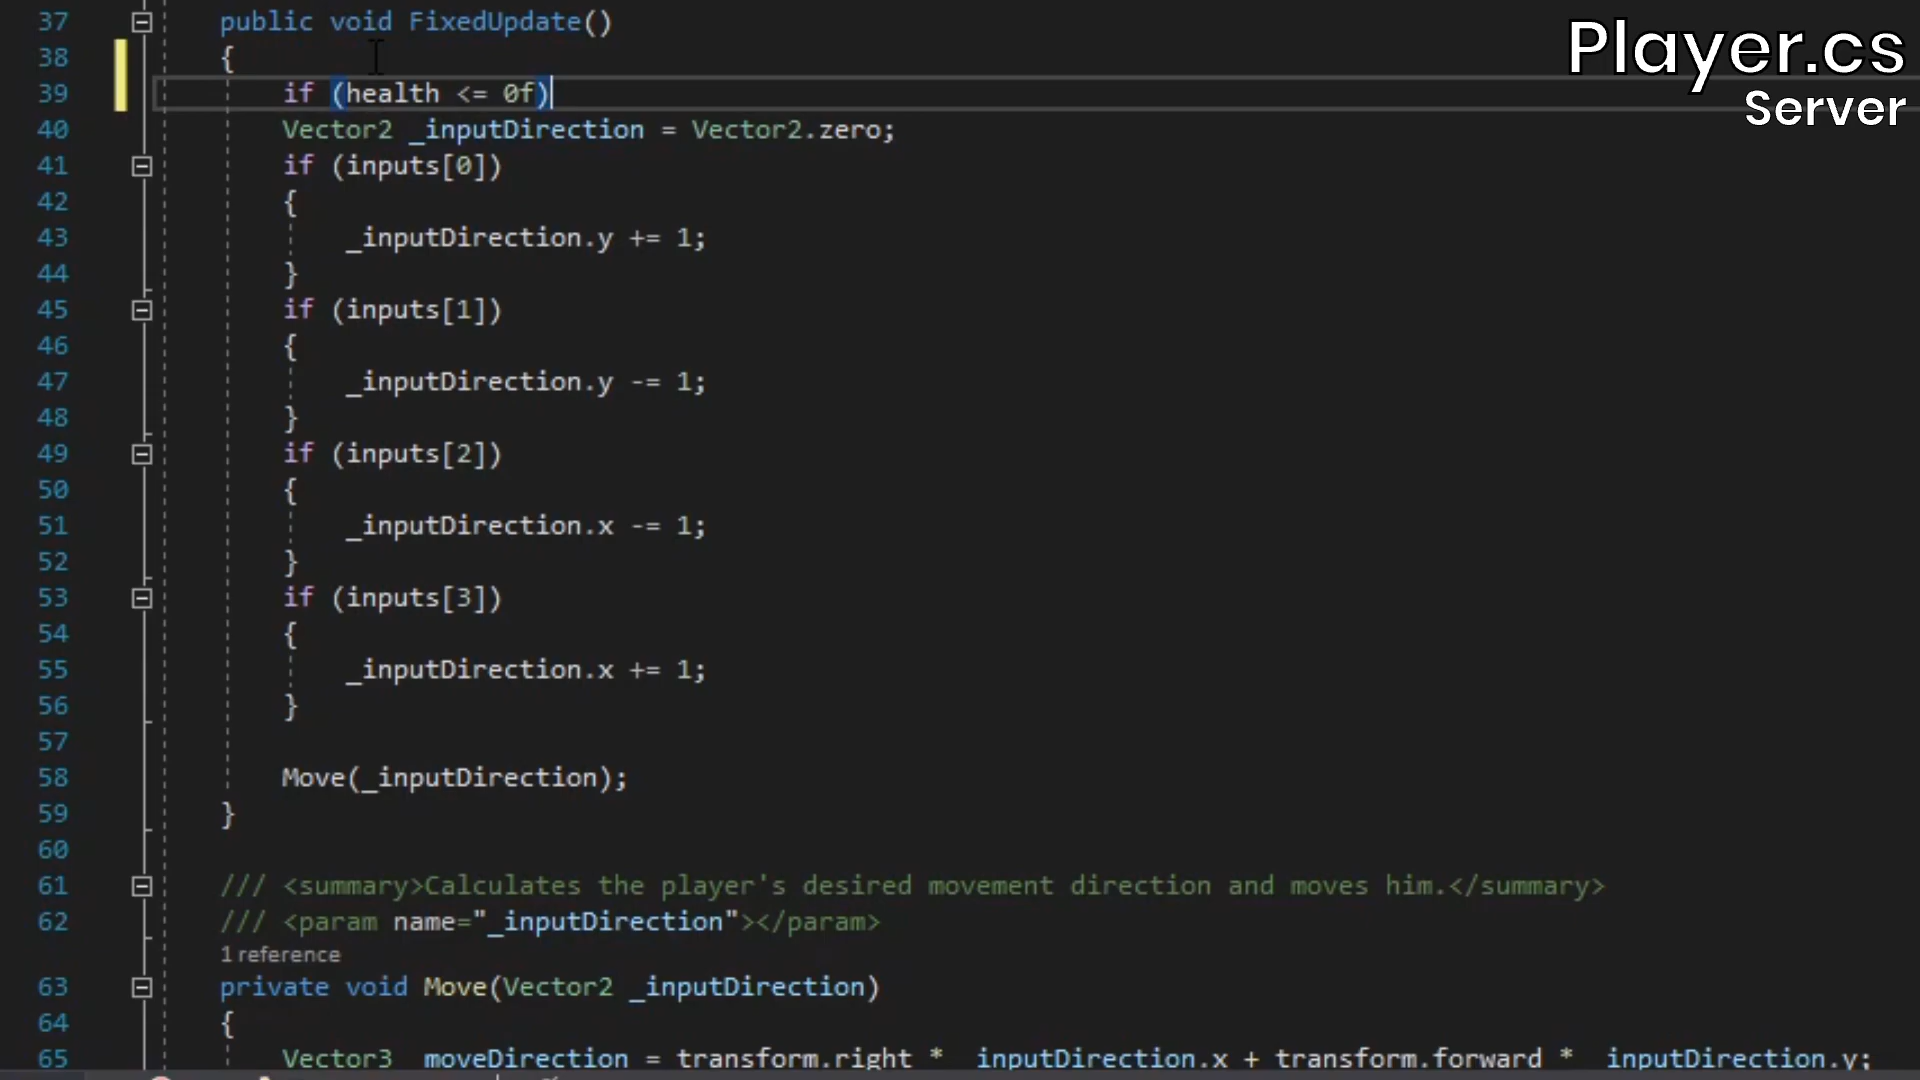 Player.cs
Server
37 public void FixedUpdate()
38 {
39 if (health <= 0f)
40 Vector2 _inputDirection = Vector2.zero;
41 if (inputs[0])
42 {
43 _inputDirection.y += 1;
44 }
45 if (inputs[1])
46 {
47 _inputDirection.y -= 1;
48 }
49 if (inputs[2])
50 {
51 _inputDirection.x -= 1;
52 }
53 if (inputs[3])
54 {
55 _inputDirection.x += 1;
56 }
57
58 Move(_inputDirection);
59 }
60
61 /// <summary>Calculates the player's desired movement direction and moves him.</summary>
62 /// <param name="_inputDirection"></param>
1 reference
63 private void Move(Vector2 _inputDirection)
64 {
65 Vector3 moveDirection = transform.right * inputDirection.x + transform.forward * inputDirection.y;